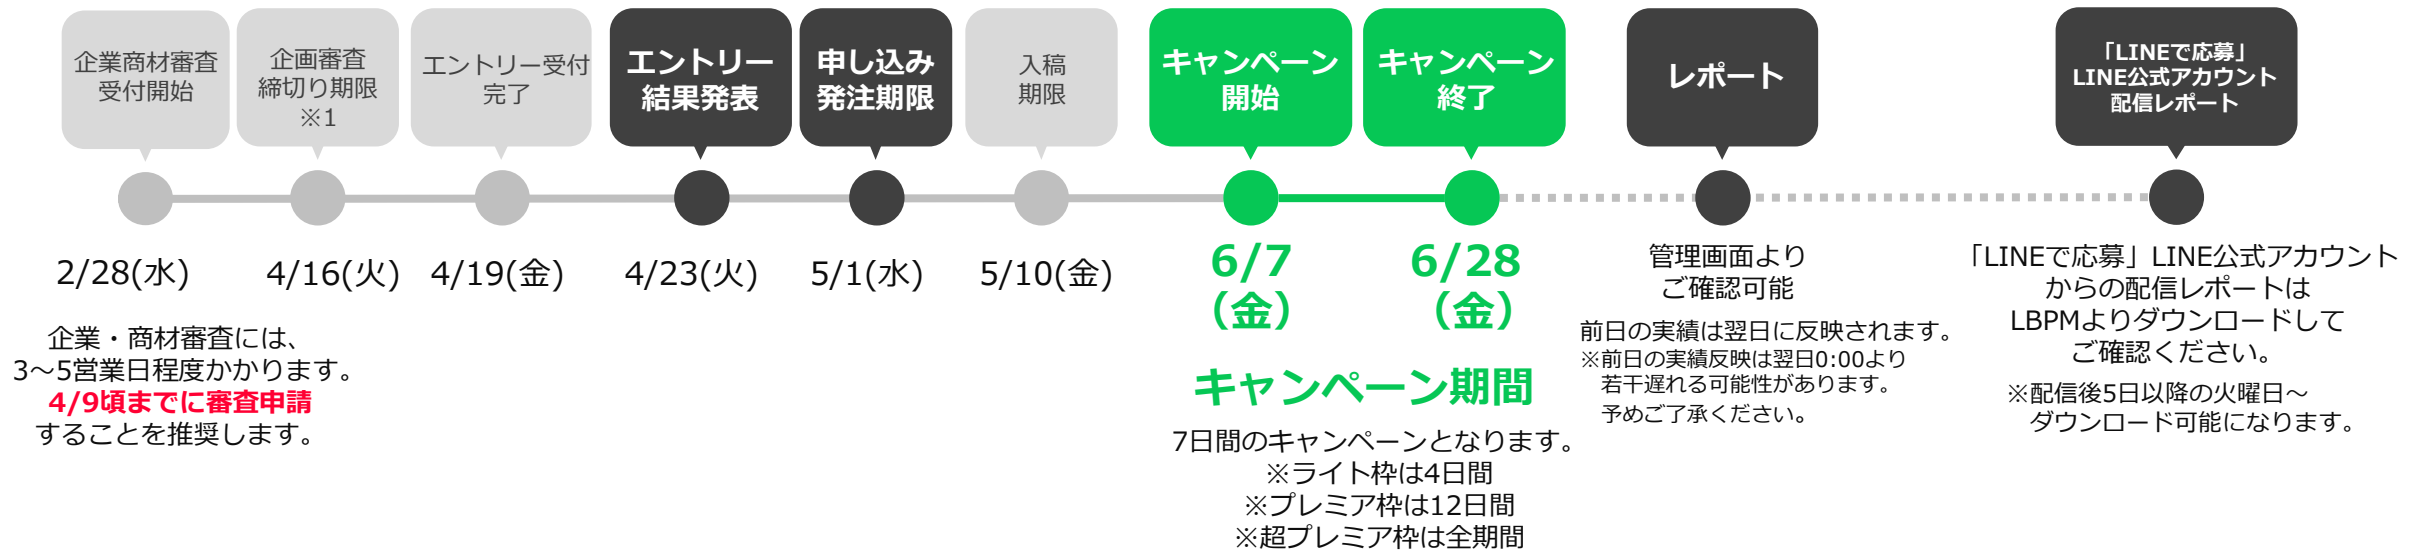 企業商材審査
受付開始
企画審査
締切り期限
※1
エントリー受付
完了
エントリー
結果発表
申し込み
発注期限
入稿
期限
キャンペーン
開始
キャンペーン
終了
レポート
「LINEで応募」
LINE公式アカウント
配信レポート
2/28(水)
4/16(火)
4/19(金)
4/23(火)
5/1(水)
5/10(金)
6/7
（金）
6/28
（金）
管理画面より
ご確認可能
「LINEで応募」LINE公式アカウント
からの配信レポートは
LBPMよりダウンロードして
ご確認ください。
企業・商材審査には、
3～5営業日程度かかります。
4/9頃までに審査申請
することを推奨します。
キャンペーン期間
7日間のキャンペーンとなります。
※ライト枠は4日間
※プレミア枠は12日間
※超プレミア枠は全期間
前日の実績は翌日に反映されます。
※前日の実績反映は翌日0:00より
若干遅れる可能性があります。
予めご了承ください。
※配信後5日以降の火曜日～
ダウンロード可能になります。